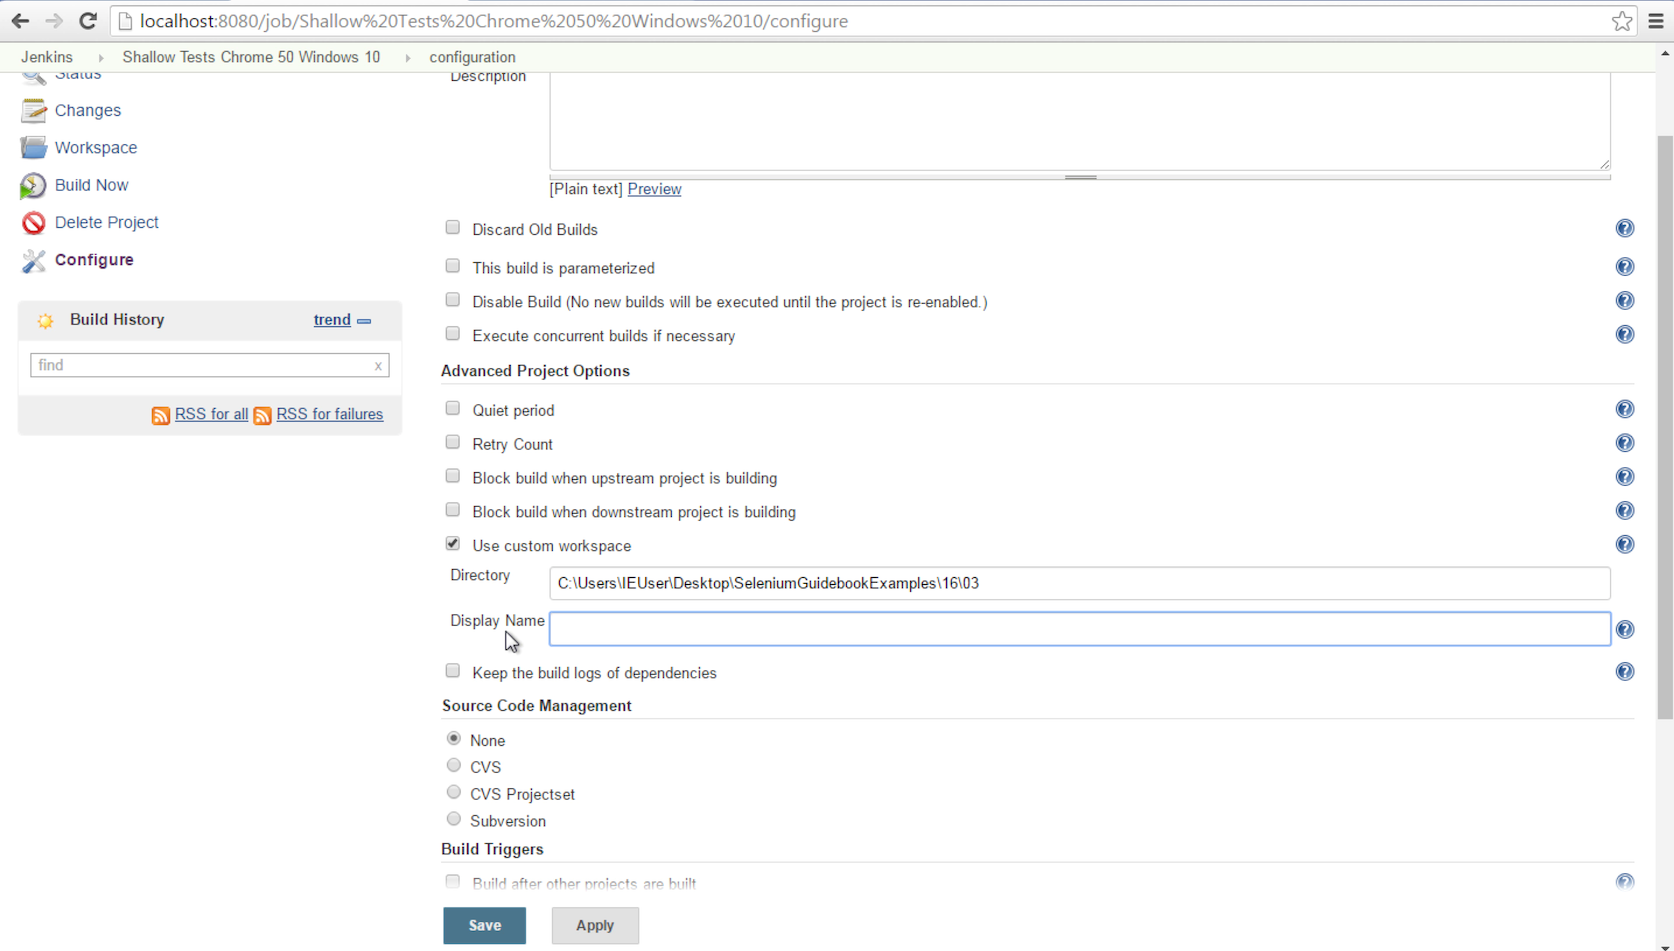 localhost:8080/job/Shallow%20Tests%20Chrome%2050%20Windows%2010/configure
Jenkins
Shallow Tests Chrome 50 Windows 10
configuration
Status
Changes
Workspace
Build Now
Delete Project
Configure
Build History
trend
find
x
RSS for all
RSS for failures
Description
[Plain text] Preview
Discard Old Builds
This build is parameterized
Disable Build (No new builds will be executed until the project is re-enabled.)
Execute concurrent builds if necessary
Advanced Project Options
Quiet period
Retry Count
Block build when upstream project is building
Block build when downstream project is building
Use custom workspace
Directory
C:\Users\IEUser\Desktop\SeleniumGuidebookExamples\16\03
Display Name
Keep the build logs of dependencies
Source Code Management
None
CVS
CVS Projectset
Subversion
Build Triggers
Build after other projects are built
Save
Apply